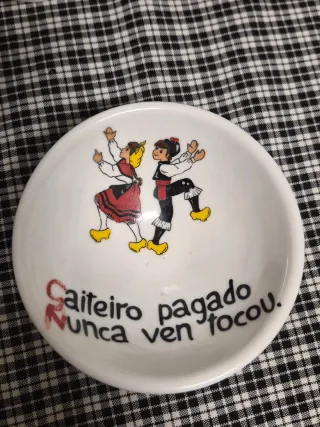 Gaiteiro pagado
Nunca ven tocou.